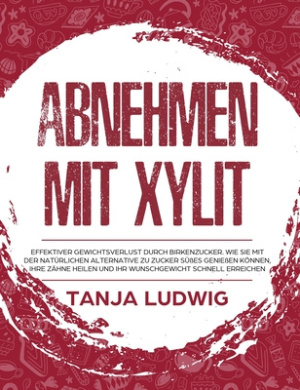 ABNEHMEN
MIT XYLIT
EFFEKTIVER GEWICHTSVERLUST DURCH BIRKENZUCKER. WIE SIE MIT
DER NATÜRLICHEN ALTERNATIVE ZU ZUCKER SÜßES GENIEßEN KÖNNEN,
IHRE ZÄHNE HEILEN UND IHR WUNSCHGEWICHT SCHNELL ERREICHEN
TANJA LUDWIG